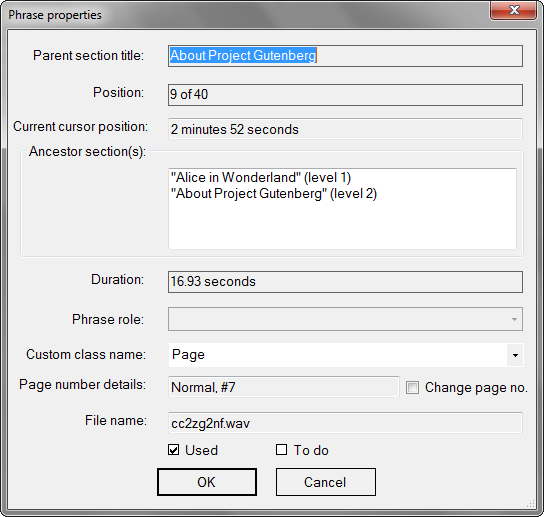 Phrase properties
Parent section title: About Project Gutenberg
Position: 9 of 40
Current cursor position: 2 minutes 52 seconds
Ancestor section(s):
"Alice in Wonderland" (level 1)
"About Project Gutenberg" (level 2)
Duration: 16.93 seconds
Phrase role:
Custom class name: Page
Page number details: Normal, #7 Change page no.
File name: cc2zg2nf.wav
Used To do
OK Cancel